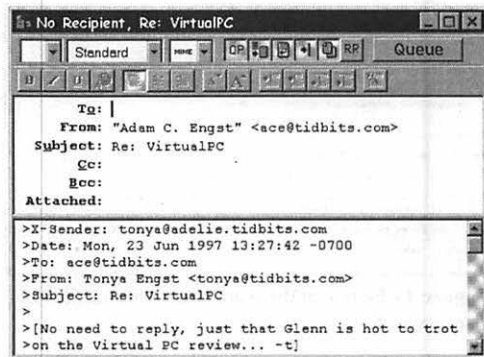 No Recipient, Re: VirtualPC
Standard MIME QP RP Queue
To:
From: "Adam C. Engst" <ace@tidbits.com>
Subject: Re: VirtualPC
Cc:
Bcc:
Attached:
>X-Sender: tonya@adelie.tidbits.com
>Date: Mon, 23 Jun 1997 13:27:42 -0700
>To: ace@tidbits.com
>From: Tonya Engst <tonya@tidbits.com>
>Subject: Re: VirtualPC
>
>[No need to reply, just that Glenn is hot to trot
>on the Virtual PC review... -t]